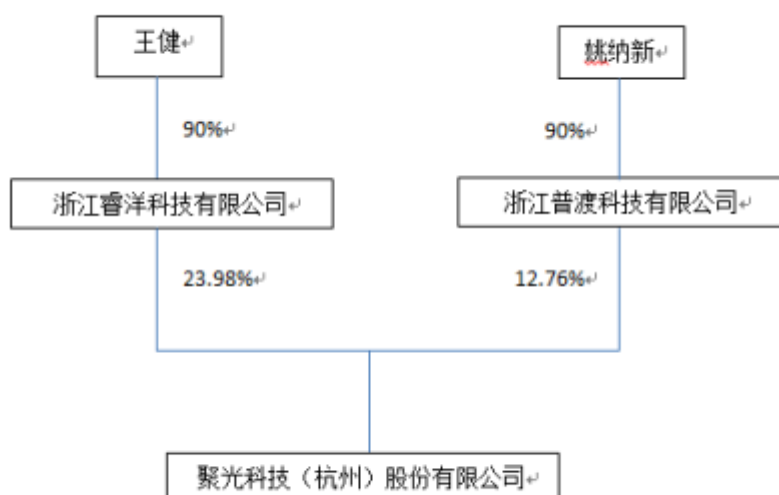 王健
姚纳新
90%
90%
浙江睿洋科技有限公司
浙江普渡科技有限公司
23.98%
12.76%
聚光科技（杭州）股份有限公司